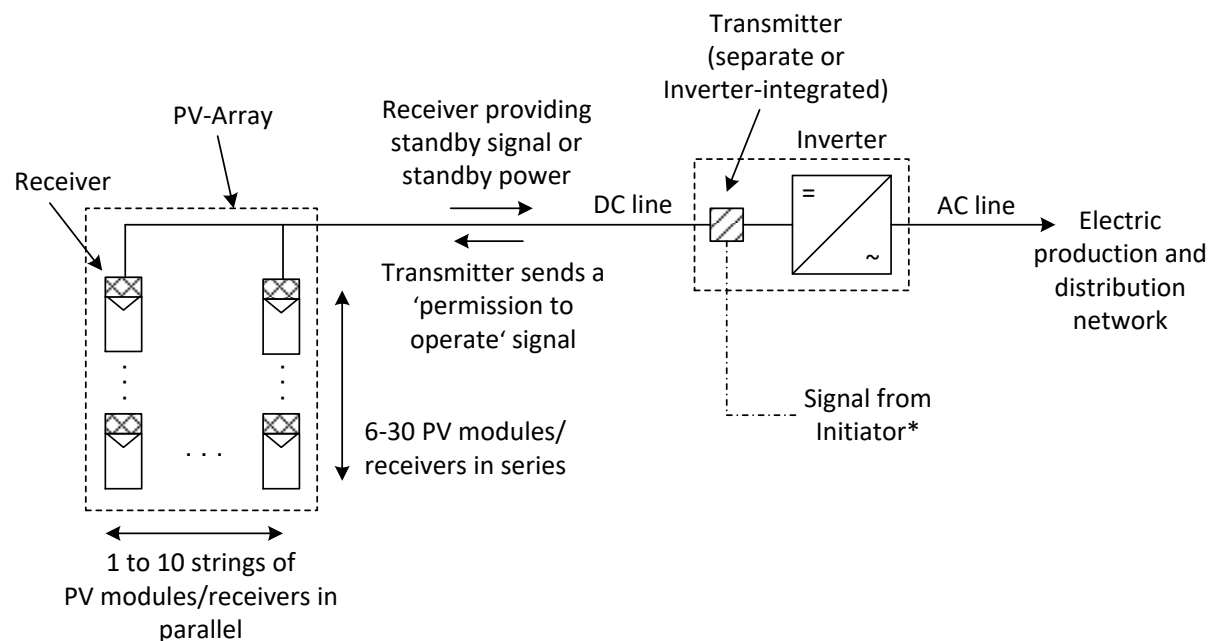 Transmitter
(separate or
Inverter-integrated)
PV-Array
Receiver providing
standby signal or
standby power
Inverter
Receiver
DC line
AC line
=
~
Electric
production and
distribution
network
Transmitter sends a
‘permission to
operate‘ signal
. . .
6-30 PV modules/
receivers in series
Signal from
Initiator*
1 to 10 strings of
PV modules/receivers in
parallel